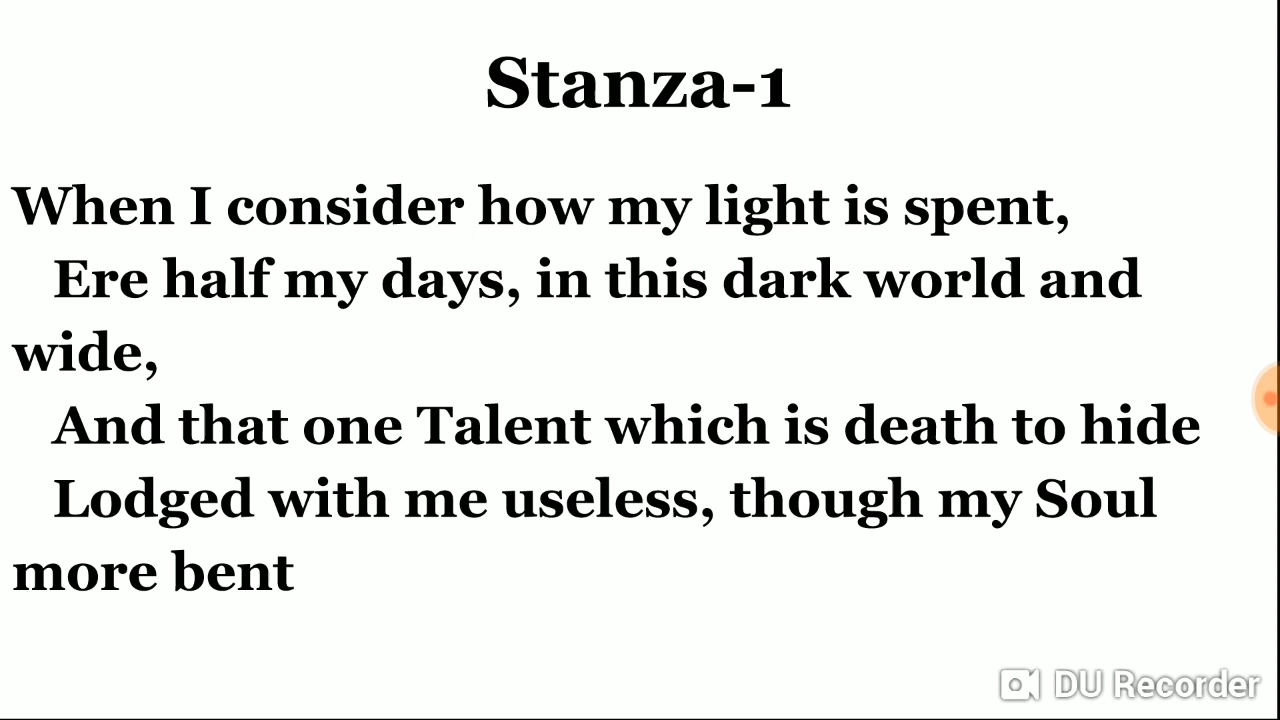 Stanza-1
When I consider how my light is spent,
Ere half my days, in this dark world and
wide,
And that one Talent which is death to hide
Lodged with me useless, though my Soul
more bent
DU Recorder